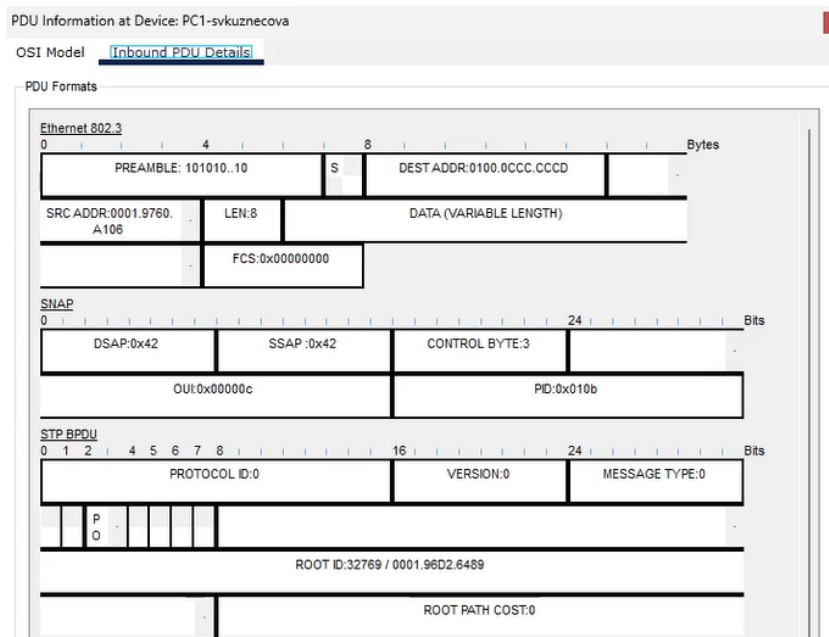 PDU Information at Device: PC1-svkuznecova
OSI Model Inbound PDU Details
PDU Formats
Ethernet 802.3
0 4 8 Bytes
PREAMBLE: 101010..10 S DEST ADDR:0100.0CCC.CCCD
SRC ADDR:0001.9760.A106 LEN:8 DATA (VARIABLE LENGTH)
FCS:0x00000000
SNAP
0 24 Bits
DSAP:0x42 SSAP :0x42 CONTROL BYTE:3
OUI:0x00000c PID:0x010b
STP BPDU
0 1 2 4 5 6 7 8 16 24 Bits
PROTOCOL ID:0 VERSION:0 MESSAGE TYPE:0
P
O
ROOT ID:32769 / 0001.96D2.6489
ROOT PATH COST:0